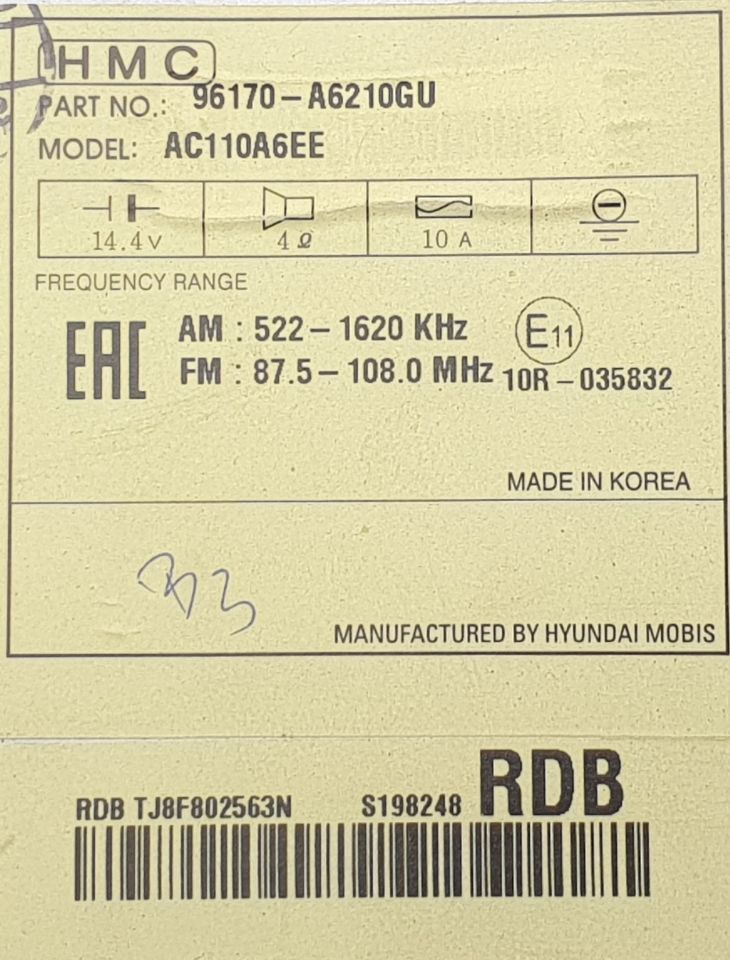 HMC
PART NO.: 96170-A6210GU
MODEL: AC110A6EE
14.4V 4Ω 10 A
FREQUENCY RANGE
EAC
AM : 522-1620 KHz
E11
FM : 87.5-108.0 MHz
10R-035832
MADE IN KOREA
MANUFACTURED BY HYUNDAI MOBIS
RDB TJ8F802563N S198248 RDB